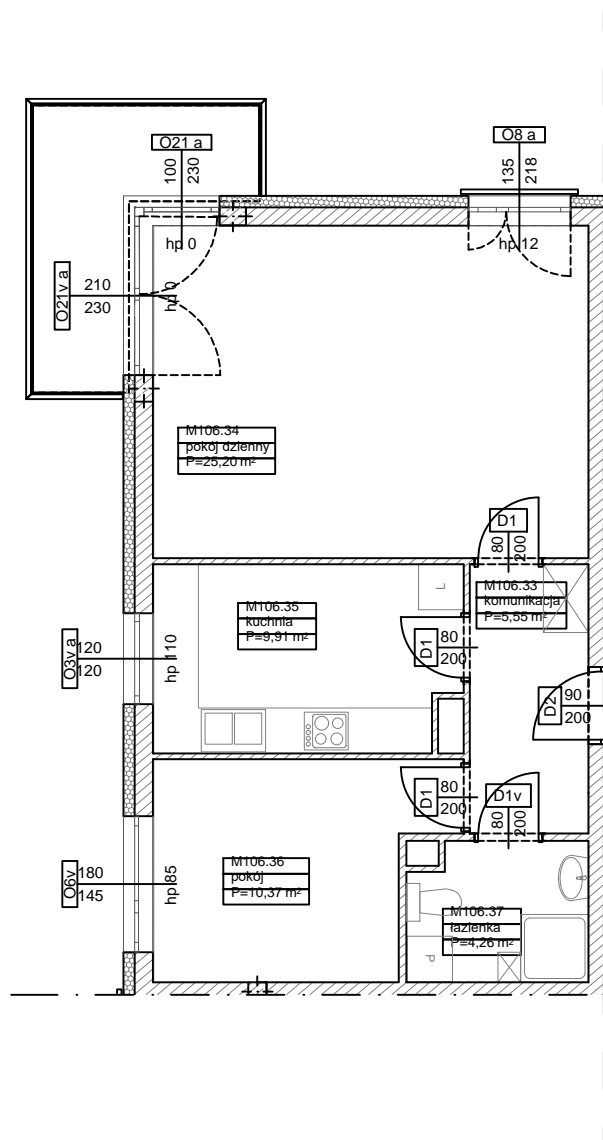 O21 a
100
230
hp 0
O8 a
135
218
hp 12
O21v a
210
230
hp 0
M106.34
pokój dzienny
P=25,20 m²
D1
80
200
M106.33
komunikacja
P=5,55 m²
L
M106.35
kuchnia
P=9,91 m²
D1
80
200
O3v a
120
120
hp 110
D2
90
200
D1
80
200
D1v
80
200
O6v
180
145
hp 85
M106.36
pokój
P=10,37 m²
M106.37
łazienka
P=4,26 m²
P